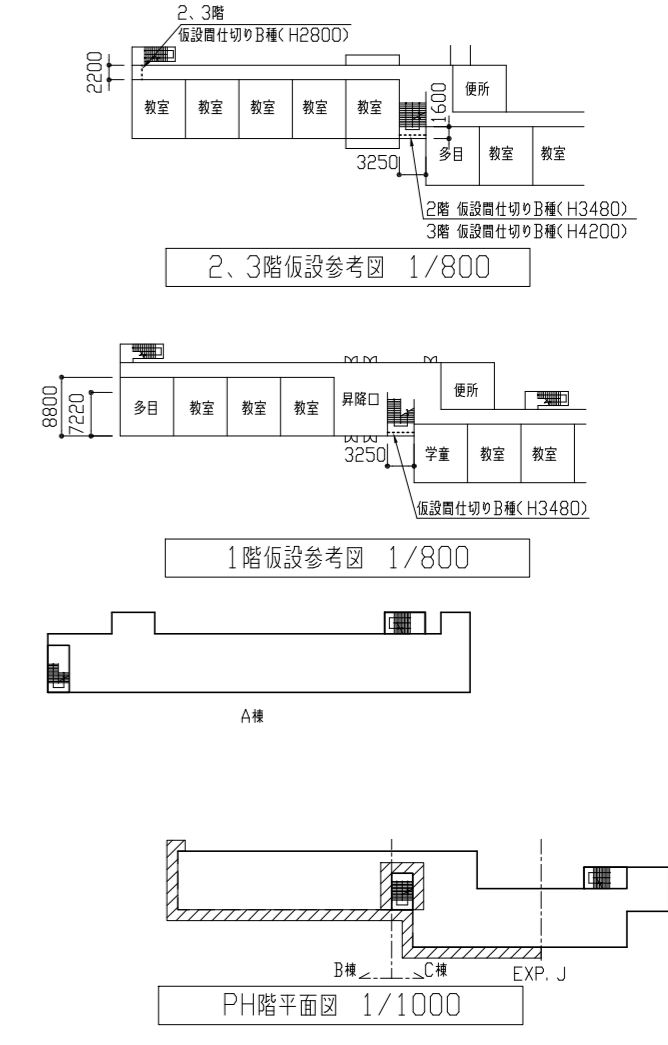 2、3階
仮設間仕切りB種(H2800)
2200
教室 教室 教室 教室 教室
1600
便所
3250
多目 教室 教室
2階 仮設間仕切りB種(H3480)
3階 仮設間仕切りB種(H4200)
2、3階仮設参考図 1/800
8800
7220
多目 教室 教室 教室
昇降口
便所
3250
学童 教室 教室
仮設間仕切りB種(H3480)
1階仮設参考図 1/800
A棟
B棟 C棟
EXP. J
PH階平面図 1/1000